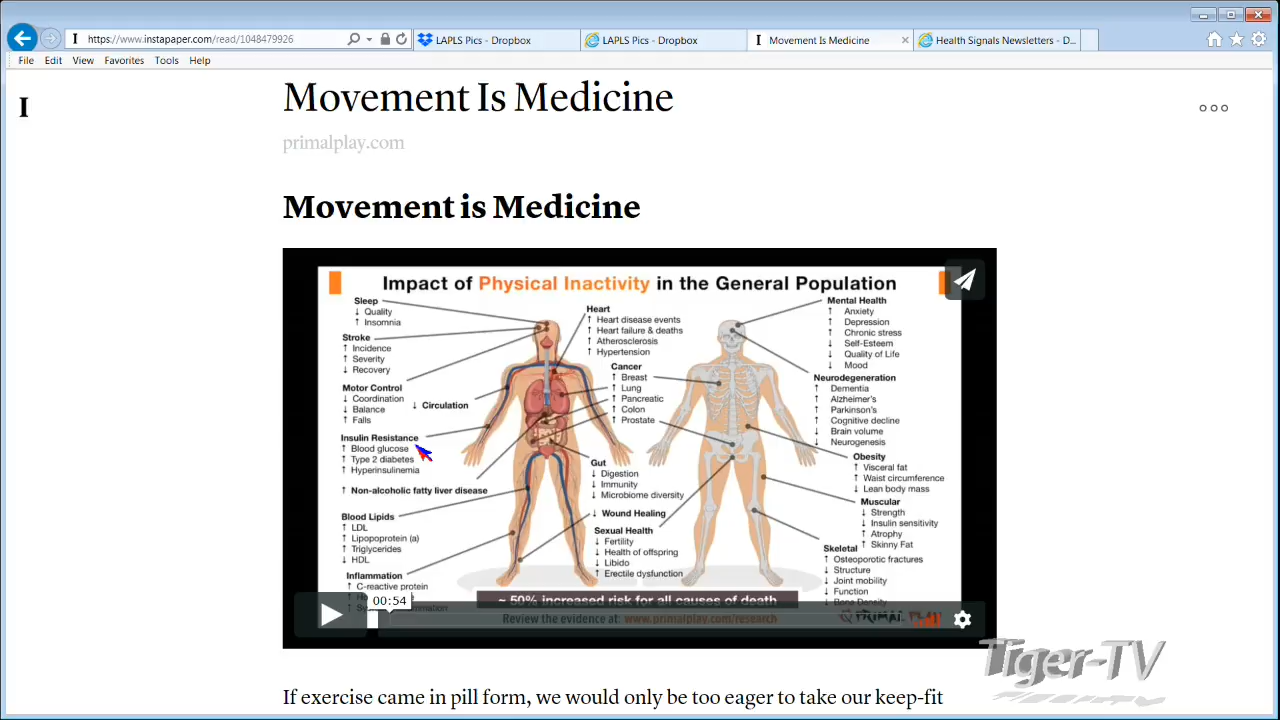 https://www.instapaper.com/read/1048479926
LAPLS Pics - Dropbox
LAPLS Pics - Dropbox
Movement Is Medicine
Health Signals Newsletters - D...
File Edit View Favorites Tools Help
I
Movement Is Medicine
primalplay.com
Movement is Medicine
Impact of Physical Inactivity in the General Population
Sleep
↓ Quality
↑ Insomnia
Stroke
↑ Incidence
↑ Severity
↓ Recovery
Motor Control
↓ Coordination
↓ Balance
↑ Falls
↓ Circulation
Insulin Resistance
↑ Blood glucose
↑ Type 2 diabetes
↑ Hyperinsulinemia
↑ Non-alcoholic fatty liver disease
Blood Lipids
↑ LDL
↑ Lipopoprotein (a)
↑ Triglycerides
↓ HDL
Inflammation
↑ C-reactive protein
Heart
↑ Heart disease events
↑ Heart failure & deaths
↑ Atherosclerosis
↑ Hypertension
Cancer
↑ Breast
↑ Lung
↑ Pancreatic
↑ Colon
↑ Prostate
Gut
↓ Digestion
↓ Immunity
↓ Microbiome diversity
↓ Wound Healing
Sexual Health
↓ Fertility
↓ Health of offspring
↓ Libido
↑ Erectile dysfunction
Mental Health
↑ Anxiety
↑ Depression
↑ Chronic stress
↓ Self-Esteem
↓ Quality of Life
↓ Mood
Neurodegeneration
↑ Dementia
↑ Alzheimer's
↑ Parkinson's
↑ Cognitive decline
↓ Brain volume
↓ Neurogenesis
Obesity
↑ Visceral fat
↑ Waist circumference
↓ Lean body mass
Muscular
↓ Strength
↓ Insulin sensitivity
↑ Atrophy
↑ Skinny Fat
Skeletal
↑ Osteoporotic fractures
↓ Structure
↓ Joint mobility
↓ Function
↓ Bone Density
~ 50% increased risk for all causes of death
Review the evidence at: www.primalplay.com/research
PRIMAL PLAY
00:54
If exercise came in pill form, we would only be too eager to take our keep-fit
Tiger-TV